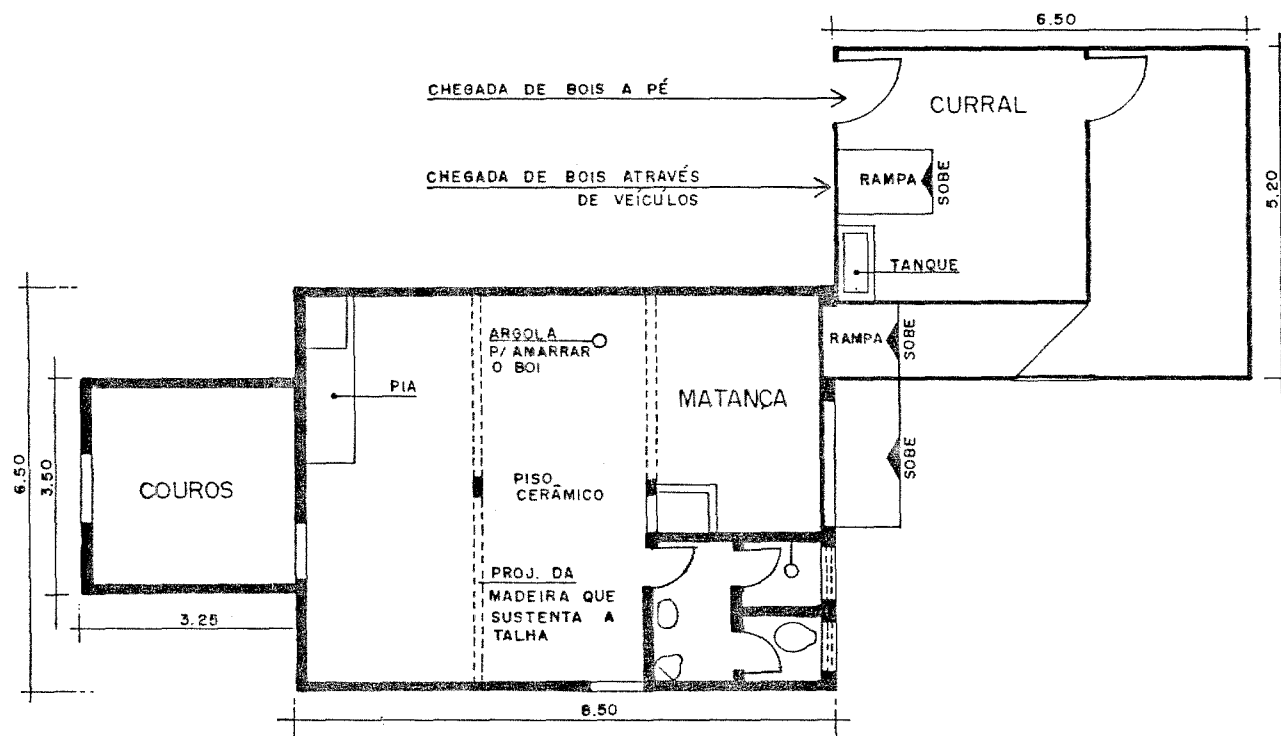 6.50
CHEGADA DE BOIS A PÉ
CURRAL
CHEGADA DE BOIS ATRAVÉS
DE VEÍCULOS
RAMPA
SOBE
5.20
TANQUE
ARGOLA
P/ AMARRAR
O BOI
RAMPA
SOBE
PIA
MATANÇA
6.50
3.50
COUROS
PISO
CERÂMICO
SOBE
PROJ. DA
MADEIRA QUE
SUSTENTA A
TALHA
3.25
8.50